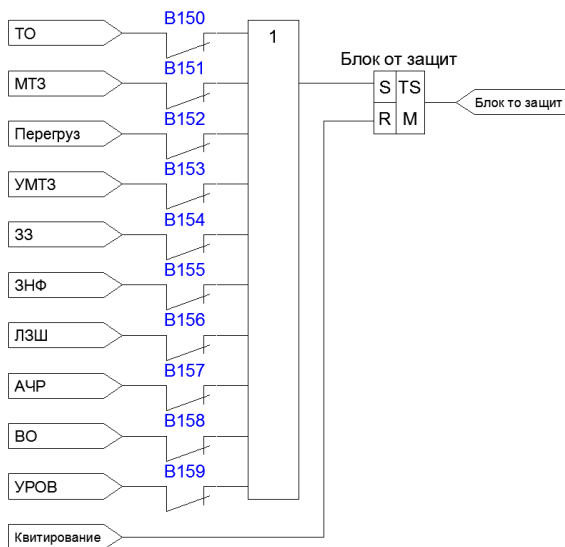 B150
ТО
1
Блок от защит
B151
МТЗ
S TS
Блок то защит
B152
R M
Перегруз
B153
УМТЗ
B154
ЗЗ
B155
ЗНФ
B156
ЛЗШ
B157
АЧР
B158
ВО
B159
УРОВ
Квитирование